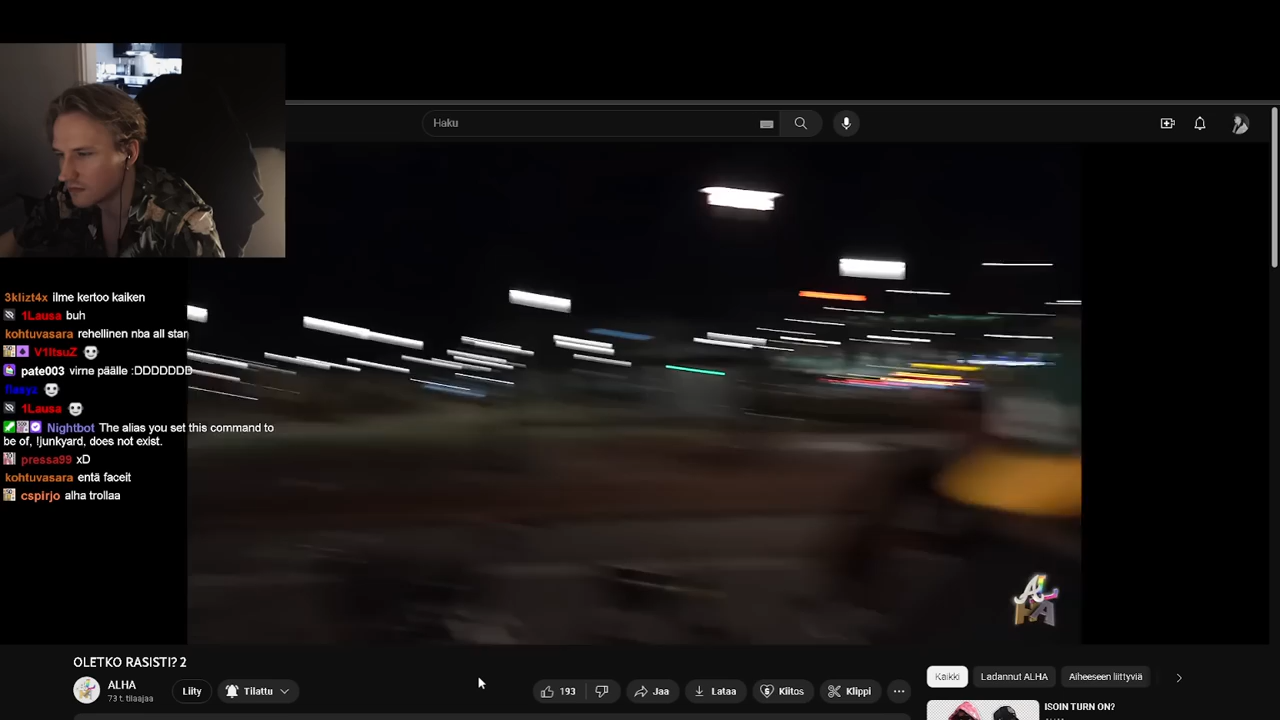 Haku
3klizt4x ilme kertoo kaiken
1Lausa buh
kohtuvasara rehellinen nba all star
V1ltsuZ
pate003 virne päälle :DDDDDDD
1Lausa
Nightbot The alias you set this command to
be of, !junkyard, does not exist.
pressa99 xD
kohtuvasara entä faceit
cspirjo alha trollaa
ALHA
OLETKO RASISTI? 2
ALHA
73 t. tilaajaa
Liity
Tilattu
193
Jaa
Lataa
Kiitos
Klippi
Kaikki
Ladannut ALHA
Aiheeseen liittyviä
ISOIN TURN ON?